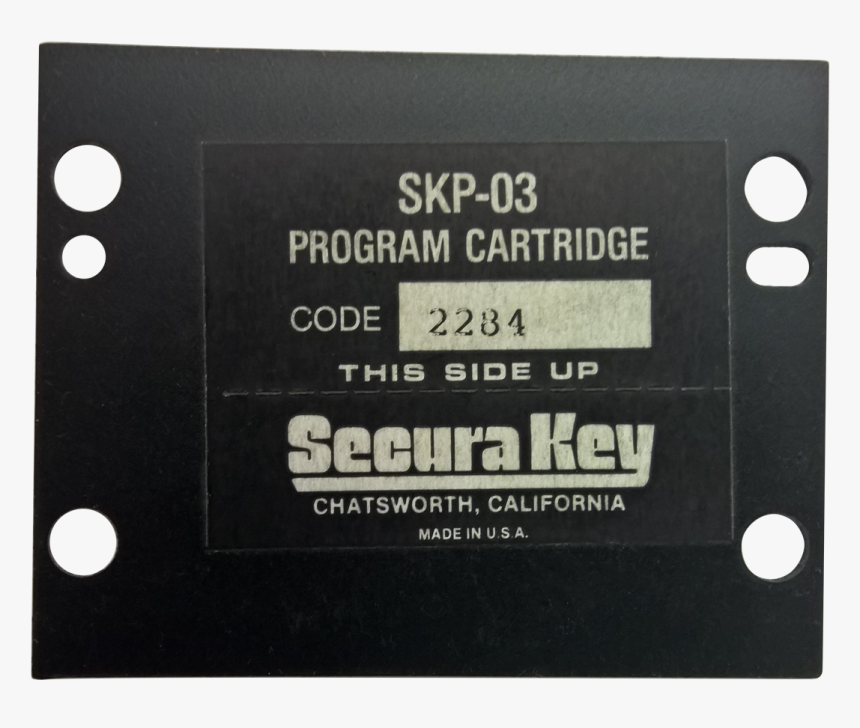 SKP-03
PROGRAM CARTRIDGE
CODE 2284
THIS SIDE UP
Secura Key
CHATSWORTH, CALIFORNIA
MADE IN U.S.A.